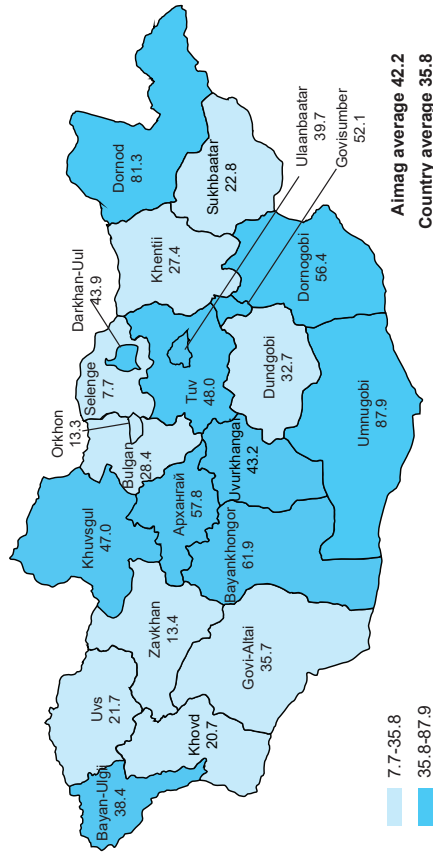 Bayan-Ulgii
38.4
Uvs
21.7
Khovd
20.7
Zavkhan
13.4
Govi-Altai
35.7
Khuvsgul
47.0
Архангай
57.8
Bayankhongor
61.9
Orkhon
13.3
Bulgan
28.4
Uvurkhangai
43.2
Selenge
7.7
Darkhan-Uul
43.9
Tuv
48.0
Dundgobi
32.7
Umnugobi
87.9
Khentii
27.4
Dornod
81.3
Sukhbaatar
22.8
Ulaanbaatar
39.7
Govisumber
52.1
Dornogobi
56.4
7.7-35.8
35.8-87.9
Aimag average 42.2
Country average 35.8